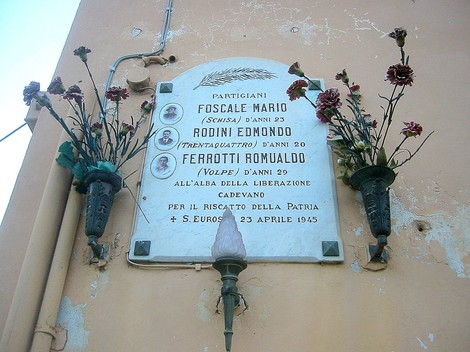 PARTIGIANI
FOSCALE MARIO
(SCHISA) D'ANNI 23
RODINI EDMONDO
(TRENTAQUATTRO) D'ANNI 20
FERROTTI ROMUALDO
(VOLPE) D'ANNI 29
ALL'ALBA DELLA LIBERAZIONE
CADEVANO
PER IL RISCATTO DELLA PATRIA
S. EUROSIA 23 APRILE 1945